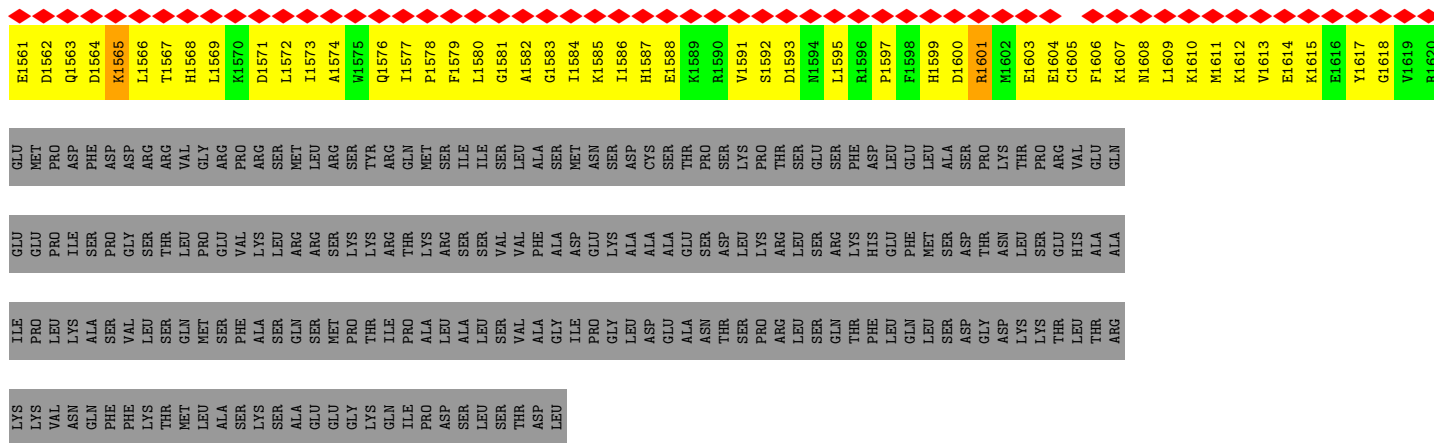 E1561 D1562 Q1563 D1564 K1565 L1566 T1567 H1568 L1569 K1570 D1571 L1572 I1573 A1574 W1575 Q1576 I1577 P1578 F1579 L1580 G1581 A1582 G1583 I1584 K1585 I1586 H1587 E1588 K1589 R1590 V1591 S1592 D1593 N1594 L1595 R1596 P1597 F1598 H1599 D1600 R1601 M1602 E1603 E1604 C1605 F1606 K1607 N1608 L1609 K1610 M1611 K1612 V1613 E1614 K1615 E1616 Y1617 G1618 V1619 R1620
GLU MET PRO ASP PHE ASP ASP ARG ARG VAL GLY ARG PRO ARG SER MET LEU ARG SER TYR ARG GLN MET SER ILE ILE SER LEU ALA SER MET ASN SER ASP CYS SER THR PRO SER LYS PRO THR SER GLU SER PHE ASP LEU GLU LEU ALA SER PRO LYS THR PRO ARG VAL GLU GLN
GLU GLU PRO ILE SER PRO GLY SER THR LEU PRO GLU VAL LYS LEU ARG ARG SER LYS LYS ARG THR LYS ARG SER SER VAL VAL PHE ALA ASP GLU LYS ALA ALA ALA GLU SER ASP LEU LYS ARG LEU SER ARG LYS HIS GLU PHE MET SER ASP THR ASN LEU SER GLU HIS ALA ALA
ILE PRO LEU LYS ALA SER VAL LEU SER GLN MET SER PHE ALA SER GLN SER MET PRO THR ILE PRO ALA LEU ALA LEU SER VAL ALA GLY ILE PRO GLY LEU ASP GLU ALA ASN THR SER PRO ARG LEU SER GLN THR PHE LEU GLN LEU SER ASP GLY ASP LYS LYS THR LEU THR ARG
LYS LYS VAL ASN GLN PHE PHE LYS THR MET LEU ALA SER LYS SER ALA GLU GLU GLY LYS GLN ILE PRO ASP SER LEU SER THR ASP LEU